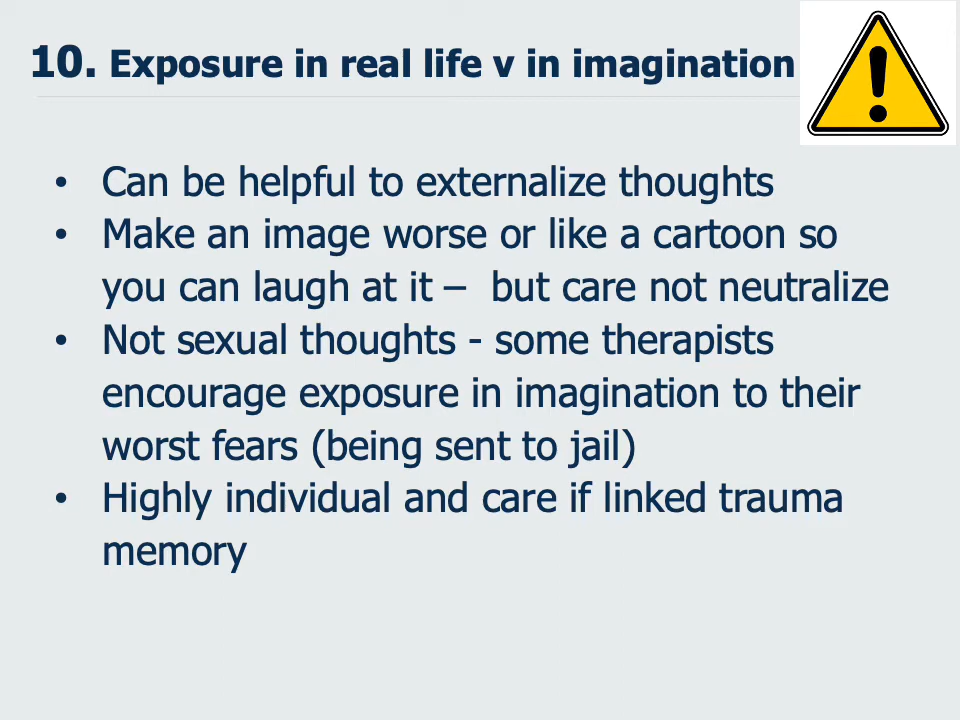 10. Exposure in real life v in imagination
• Can be helpful to externalize thoughts
• Make an image worse or like a cartoon so
you can laugh at it – but care not neutralize
• Not sexual thoughts - some therapists
encourage exposure in imagination to their
worst fears (being sent to jail)
• Highly individual and care if linked trauma
memory